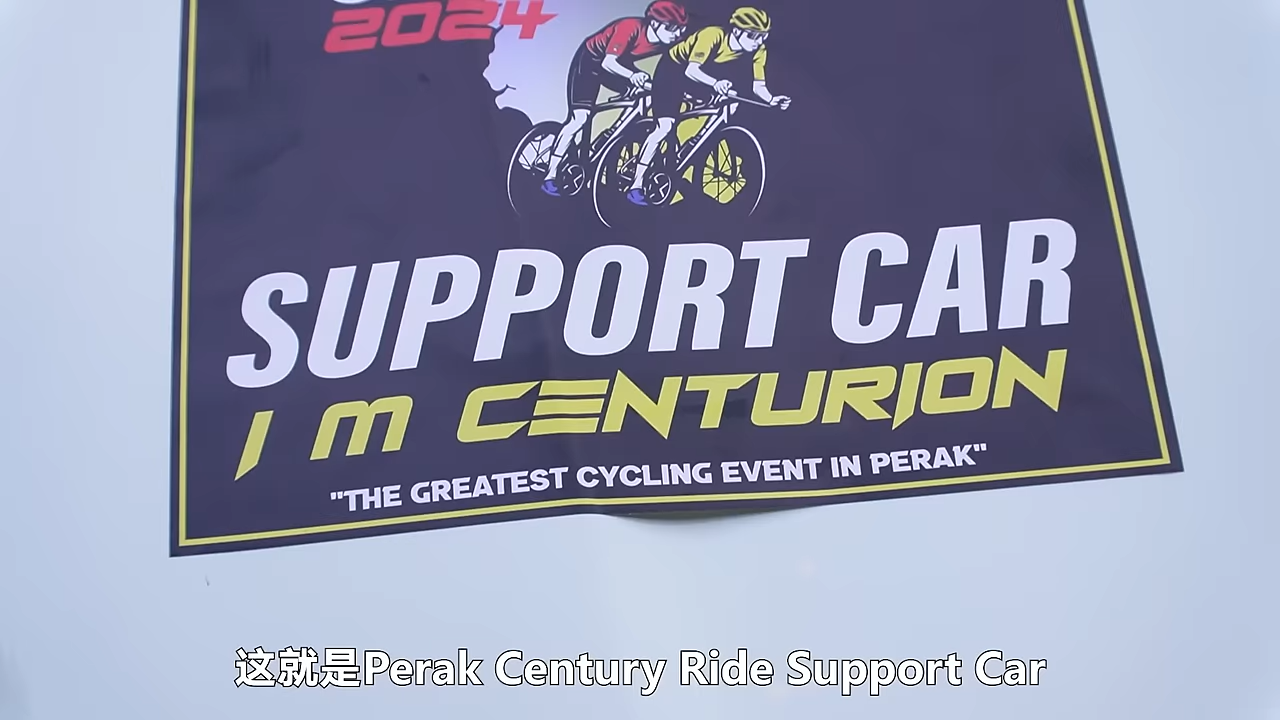 2024
SUPPORT CAR
I M CENTURION
"THE GREATEST CYCLING EVENT IN PERAK"
这就是Perak Century Ride Support Car